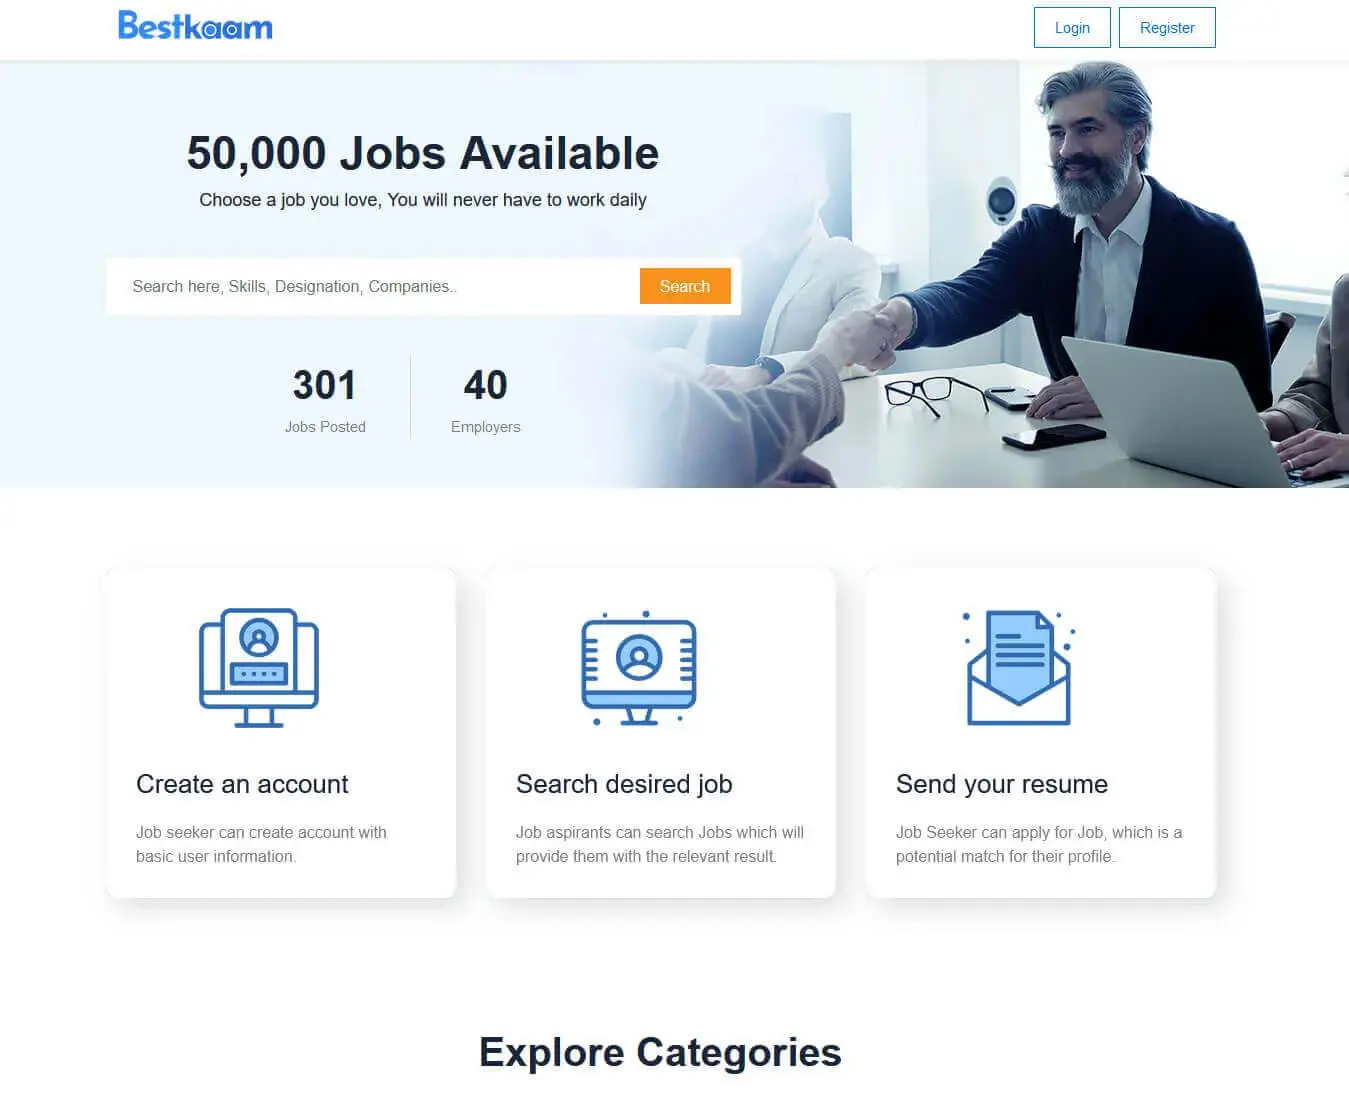 Bestkaam
Login
Register
50,000 Jobs Available
Choose a job you love, You will never have to work daily
Search here, Skills, Designation, Companies..
Search
301
Jobs Posted
40
Employers
Create an account
Job seeker can create account with
basic user information.
Search desired job
Job aspirants can search Jobs which will
provide them with the relevant result.
Send your resume
Job Seeker can apply for Job, which is a
potential match for their profile.
Explore Categories